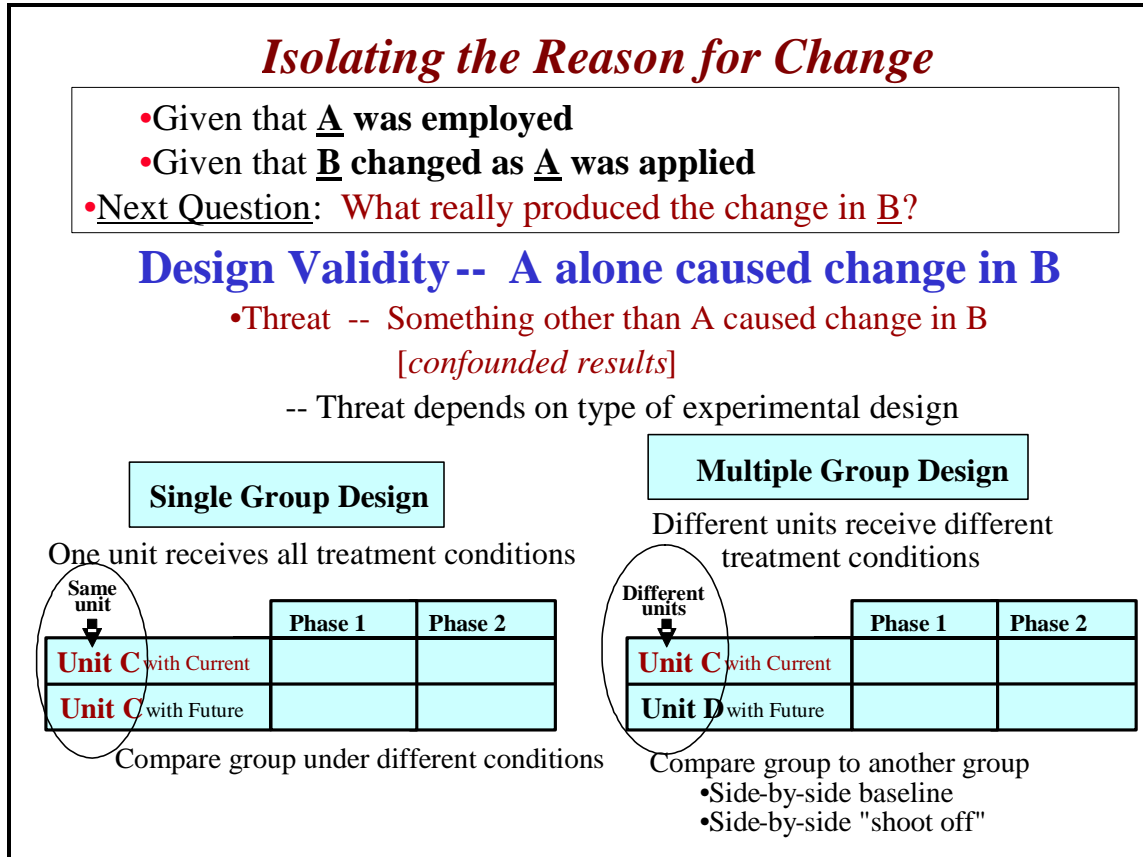 Isolating the Reason for Change
•Given that A was employed
•Given that B changed as A was applied
•Next Question: What really produced the change in B?
Design Validity -- A alone caused change in B
•Threat -- Something other than A caused change in B
[confounded results]
-- Threat depends on type of experimental design
Single Group Design
One unit receives all treatment conditions
Same
unit
Phase 1 Phase 2
Unit C with Current
Unit C with Future
Compare group under different conditions
Multiple Group Design
Different units receive different
treatment conditions
Different
units
Phase 1 Phase 2
Unit C with Current
Unit D with Future
Compare group to another group
•Side-by-side baseline
•Side-by-side "shoot off"